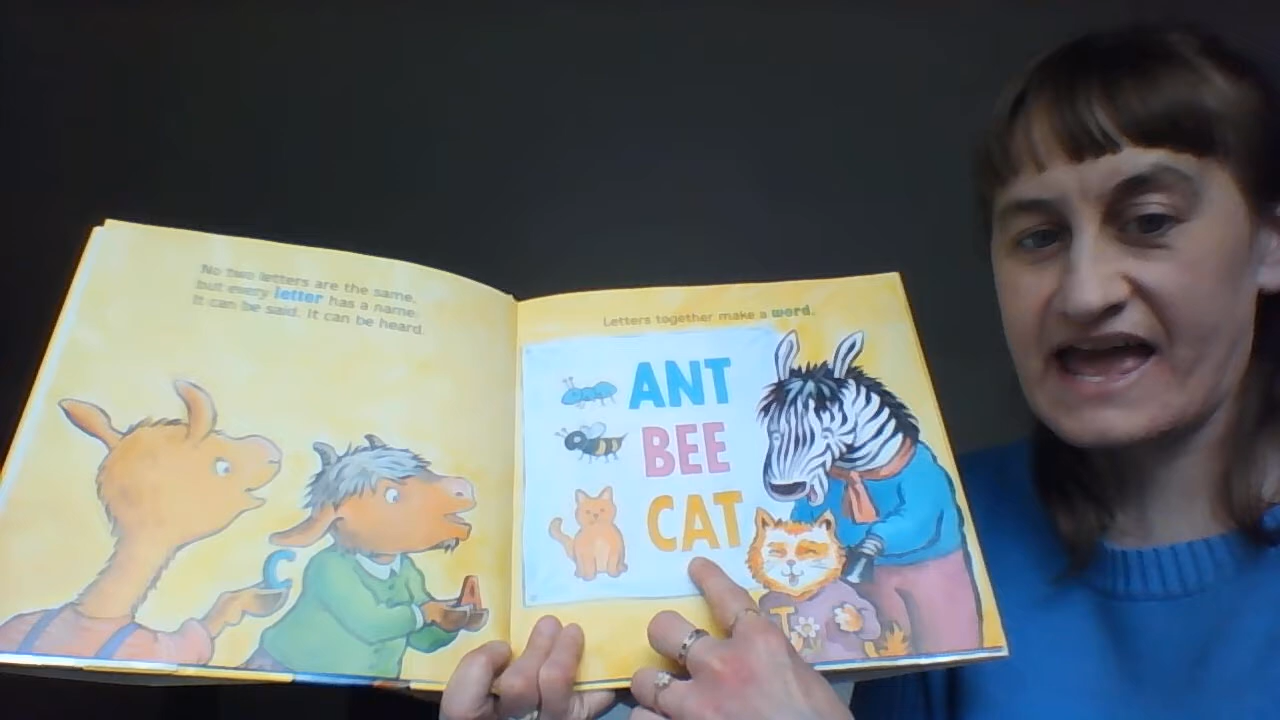 No two letters are the same,
but every letter has a name.
It can be said. It can be heard.
Letters together make a word.
ANT
BEE
CAT
C
A
T